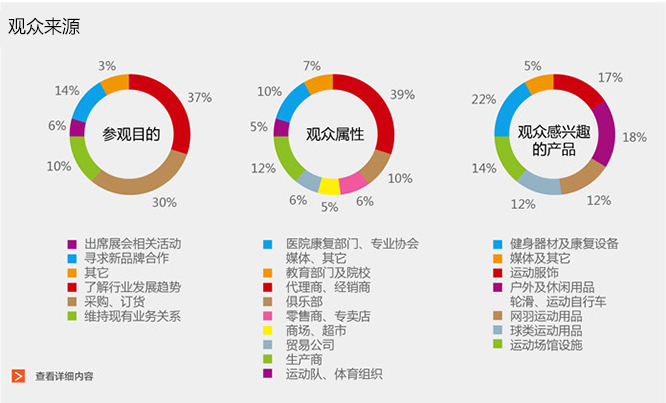 观众来源
3%
14%
37%
6%
参观目的
10%
30%
7%
10%
39%
5%
观众属性
12%
10%
6%
5%
6%
5%
17%
22%
观众感兴趣
的产品
18%
14%
12%
12%
出席展会相关活动
寻求新品牌合作
其它
了解行业发展趋势
采购、订货
维持现有业务关系
医院康复部门、专业协会
媒体、其它
教育部门及院校
代理商、经销商
俱乐部
零售商、专卖店
商场、超市
贸易公司
生产商
运动队、体育组织
健身器材及康复设备
媒体及其它
运动服饰
户外及休闲用品
轮滑、运动自行车
网羽运动用品
球类运动用品
运动场馆设施
查看详细内容